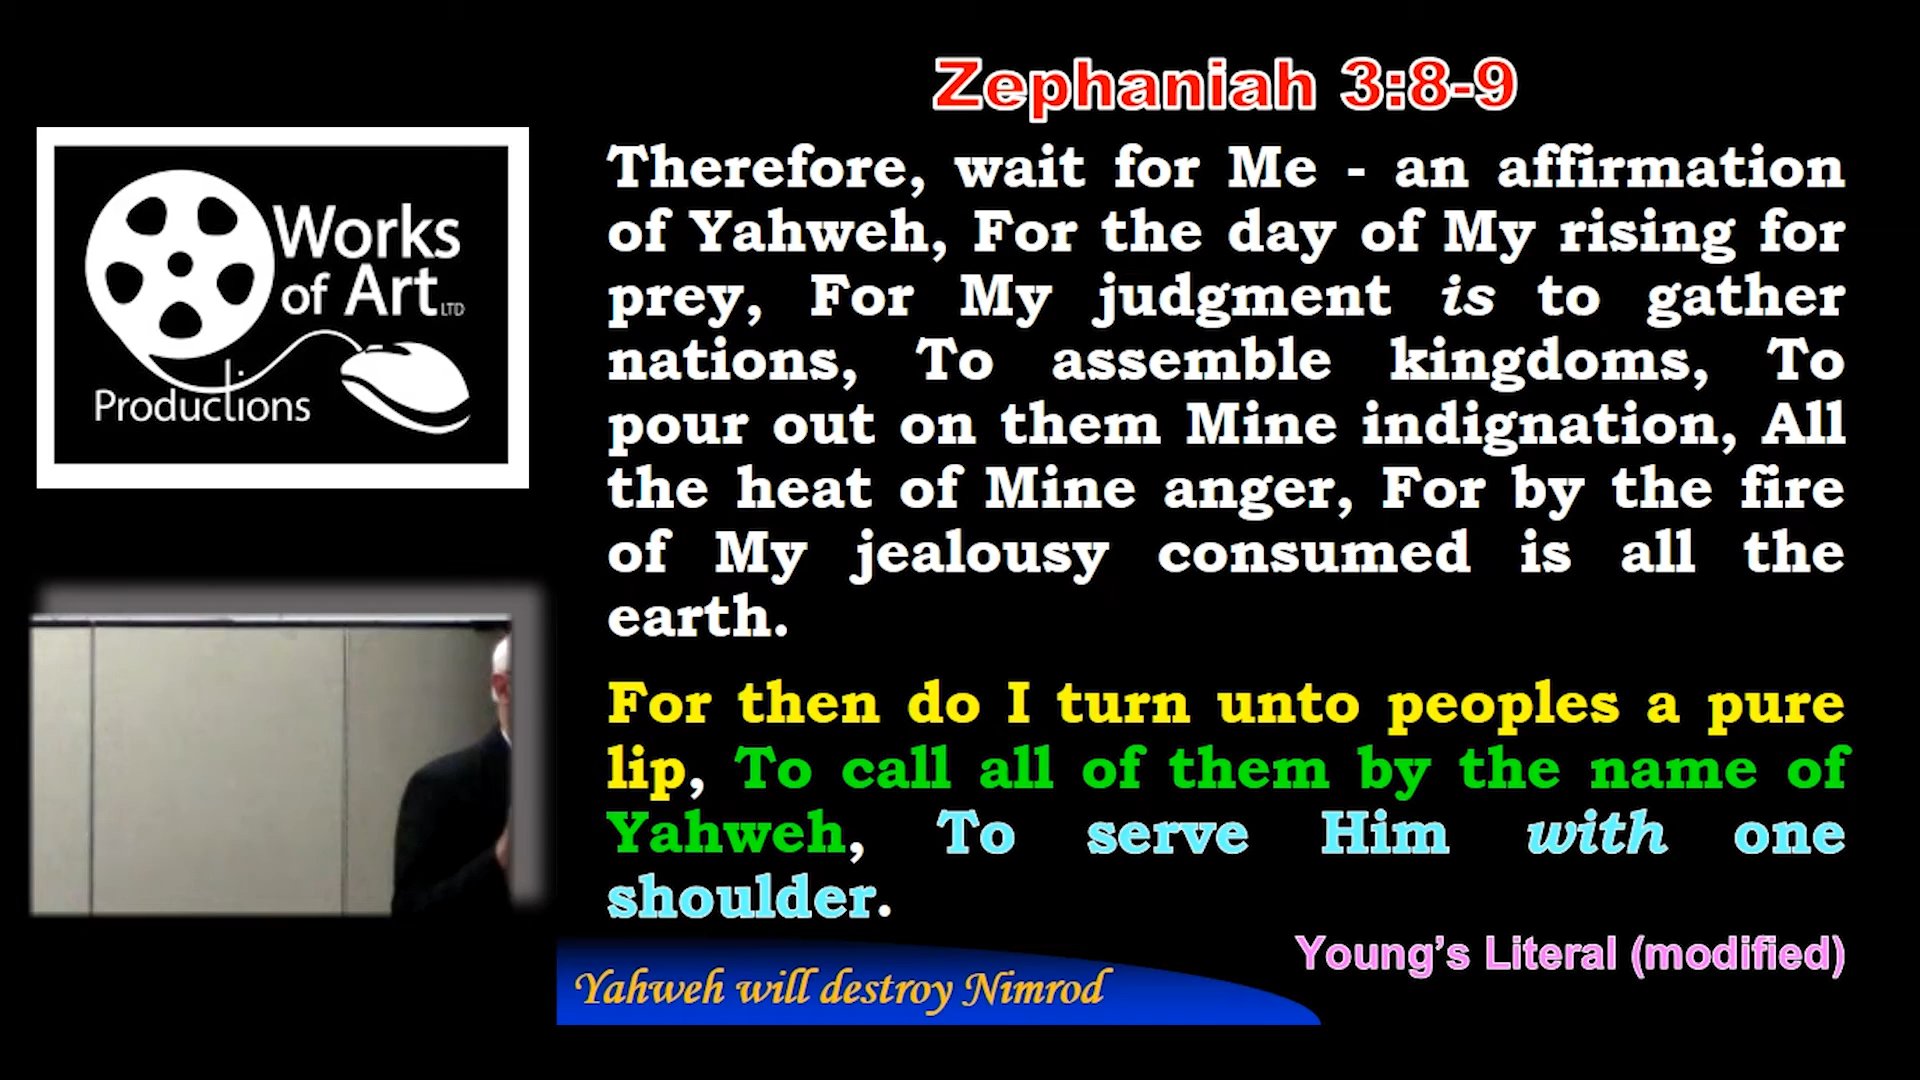 Zephaniah 3:8-9
Works
of Art LTD
Productions
Therefore, wait for Me - an affirmation
of Yahweh, For the day of My rising for
prey, For My judgment is to gather
nations, To assemble kingdoms, To
pour out on them Mine indignation, All
the heat of Mine anger, For by the fire
of My jealousy consumed is all the
earth.
For then do I turn unto peoples a pure
lip, To call all of them by the name of
Yahweh, To serve Him with one
shoulder.
Young’s Literal (modified)
Yahweh will destroy Nimrod